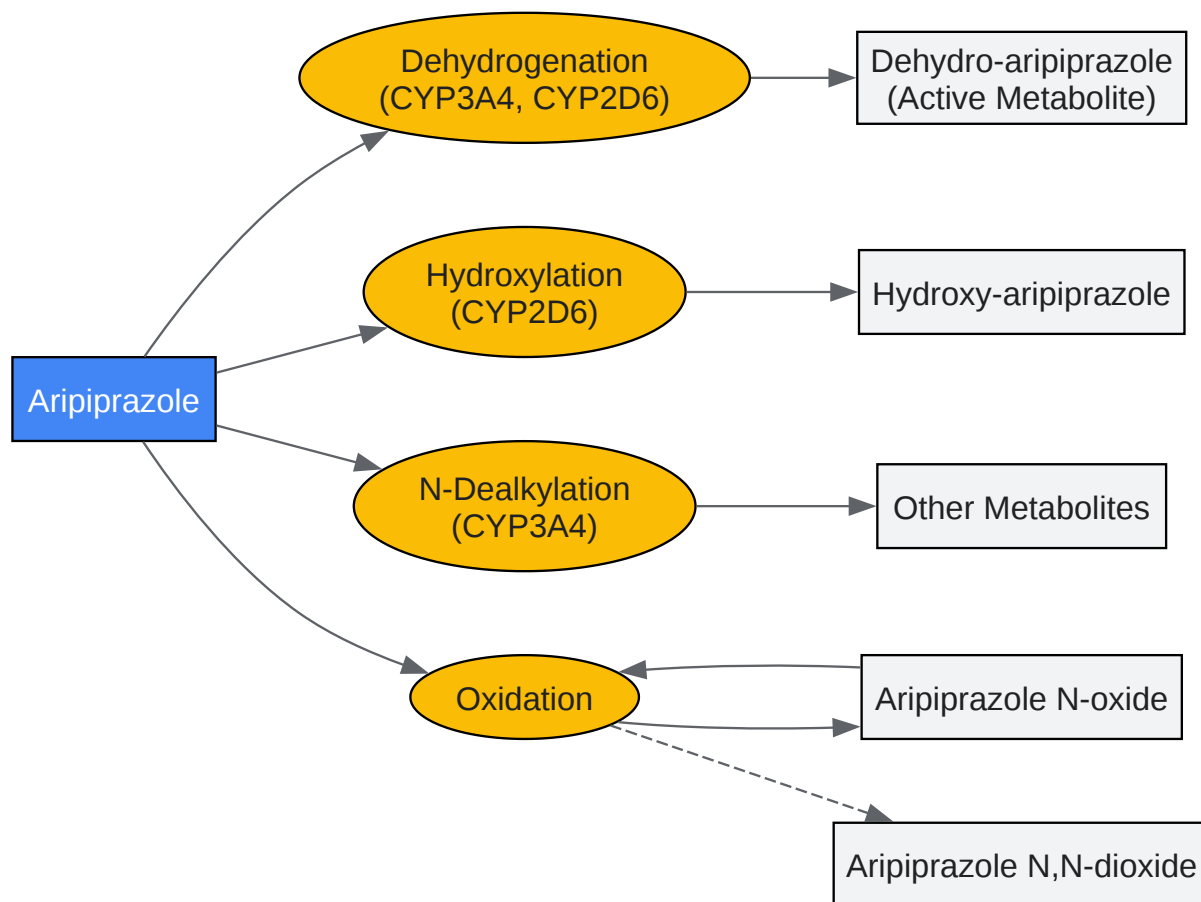 Dehydrogenation
(CYP3A4, CYP2D6)
Dehydro-aripiprazole
(Active Metabolite)
Hydroxylation
(CYP2D6)
Hydroxy-aripiprazole
Aripiprazole
N-Dealkylation
(CYP3A4)
Other Metabolites
Oxidation
Aripiprazole N-oxide
Aripiprazole N,N-dioxide